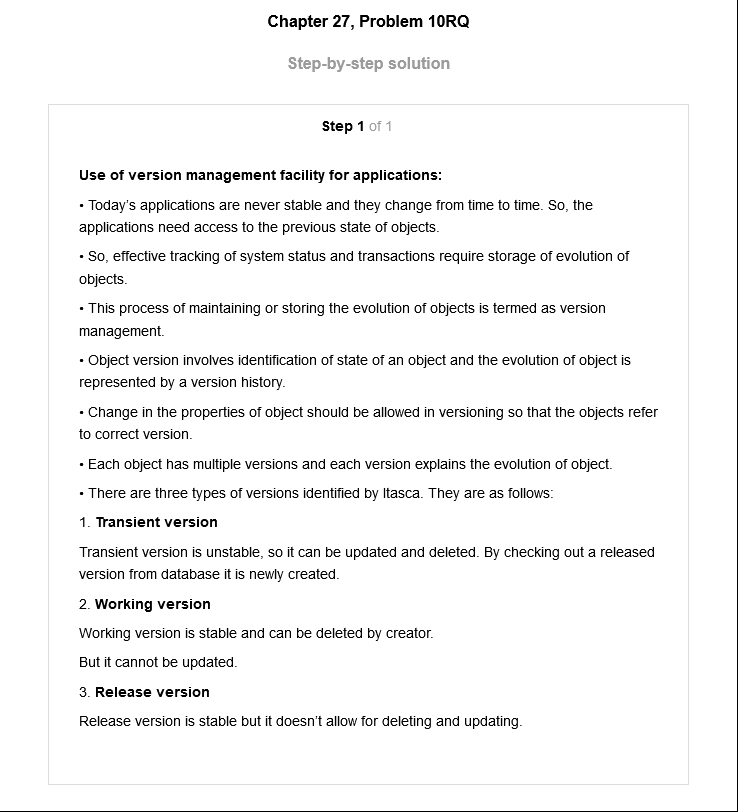 Chapter 27, Problem 10RQ
Step-by-step solution
Step 1 of 1
Use of version management facility for applications:
• Today’s applications are never stable and they change from time to time. So, the
applications need access to the previous state of objects.
• So, effective tracking of system status and transactions require storage of evolution of
objects.
• This process of maintaining or storing the evolution of objects is termed as version
management.
• Object version involves identification of state of an object and the evolution of object is
represented by a version history.
• Change in the properties of object should be allowed in versioning so that the objects refer
to correct version.
• Each object has multiple versions and each version explains the evolution of object.
• There are three types of versions identified by Itasca. They are as follows:
1. Transient version
Transient version is unstable, so it can be updated and deleted. By checking out a released
version from database it is newly created.
2. Working version
Working version is stable and can be deleted by creator.
But it cannot be updated.
3. Release version
Release version is stable but it doesn’t allow for deleting and updating.